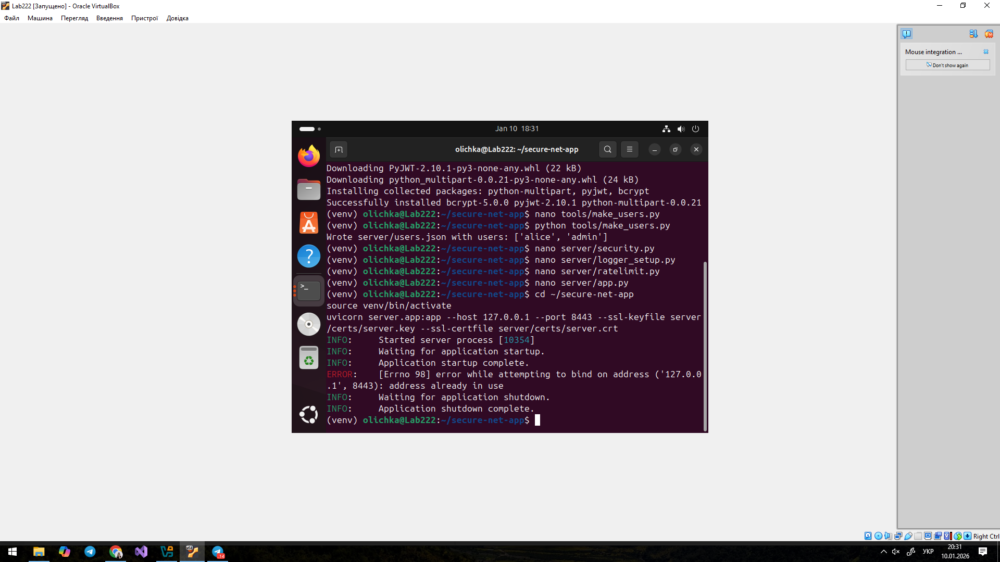 Lab222 [Запущено] - Oracle VirtualBox
Файл Машина Перегляд Введення Пристрої Довідка
Mouse integration ...
Don't show again
Jan 10 18:31
olichka@Lab222: ~/secure-net-app
Downloading PyJWT-2.10.1-py3-none-any.whl (22 kB)
Downloading python_multipart-0.0.21-py3-none-any.whl (24 kB)
Installing collected packages: python-multipart, pyjwt, bcrypt
Successfully installed bcrypt-5.0.0 pyjwt-2.10.1 python-multipart-0.0.21
(venv) olichka@Lab222:~/secure-net-app$ nano tools/make_users.py
(venv) olichka@Lab222:~/secure-net-app$ python tools/make_users.py
Wrote server/users.json with users: ['alice', 'admin']
(venv) olichka@Lab222:~/secure-net-app$ nano server/security.py
(venv) olichka@Lab222:~/secure-net-app$ nano server/logger_setup.py
(venv) olichka@Lab222:~/secure-net-app$ nano server/ratelimit.py
(venv) olichka@Lab222:~/secure-net-app$ nano server/app.py
(venv) olichka@Lab222:~/secure-net-app$ cd ~/secure-net-app
source venv/bin/activate
uvicorn server.app:app --host 127.0.0.1 --port 8443 --ssl-keyfile server
/certs/server.key --ssl-certfile server/certs/server.crt
INFO: Started server process [10354]
INFO: Waiting for application startup.
INFO: Application startup complete.
ERROR: [Errno 98] error while attempting to bind on address ('127.0.0
.1', 8443): address already in use
INFO: Waiting for application shutdown.
INFO: Application shutdown complete.
(venv) olichka@Lab222:~/secure-net-app$
Right Ctrl
14
УКР
20:31
10.01.2026